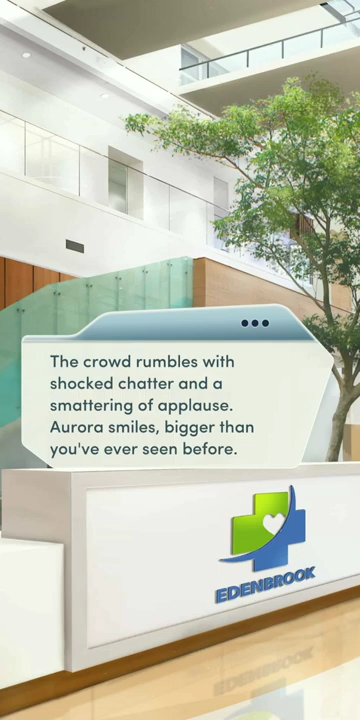 The crowd rumbles with
shocked chatter and a
smattering of applause.
Aurora smiles, bigger than
you've ever seen before.
EDENBROOK
EDENBROOK